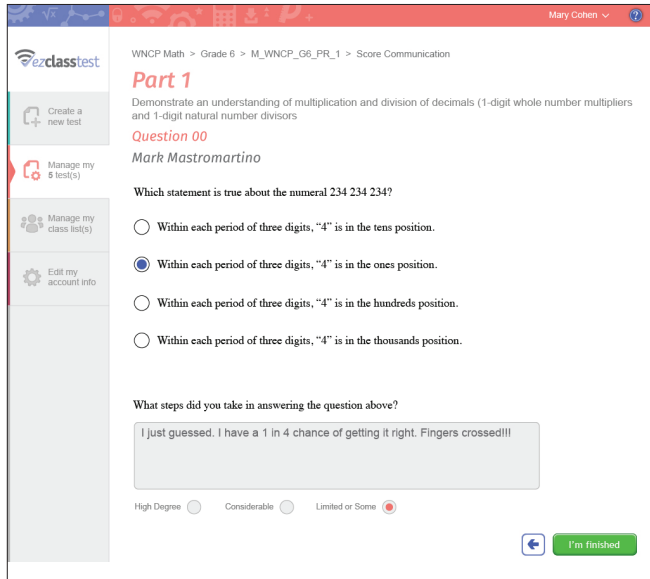 Mary Cohen
?
ezclasstest
WNCP Math > Grade 6 > M_WNCP_G6_PR_1 > Score Communication
Part 1
Demonstrate an understanding of multiplication and division of decimals (1-digit whole number multipliers
and 1-digit natural number divisors
Question 00
Mark Mastromartino
Create a
new test
Manage my
5 test(s)
Manage my
class list(s)
Edit my
account info
Which statement is true about the numeral 234 234 234?
Within each period of three digits, “4” is in the tens position.
Within each period of three digits, “4” is in the ones position.
Within each period of three digits, “4” is in the hundreds position.
Within each period of three digits, “4” is in the thousands position.
What steps did you take in answering the question above?
I just guessed. I have a 1 in 4 chance of getting it right. Fingers crossed!!!
High Degree Considerable Limited or Some
I'm finished